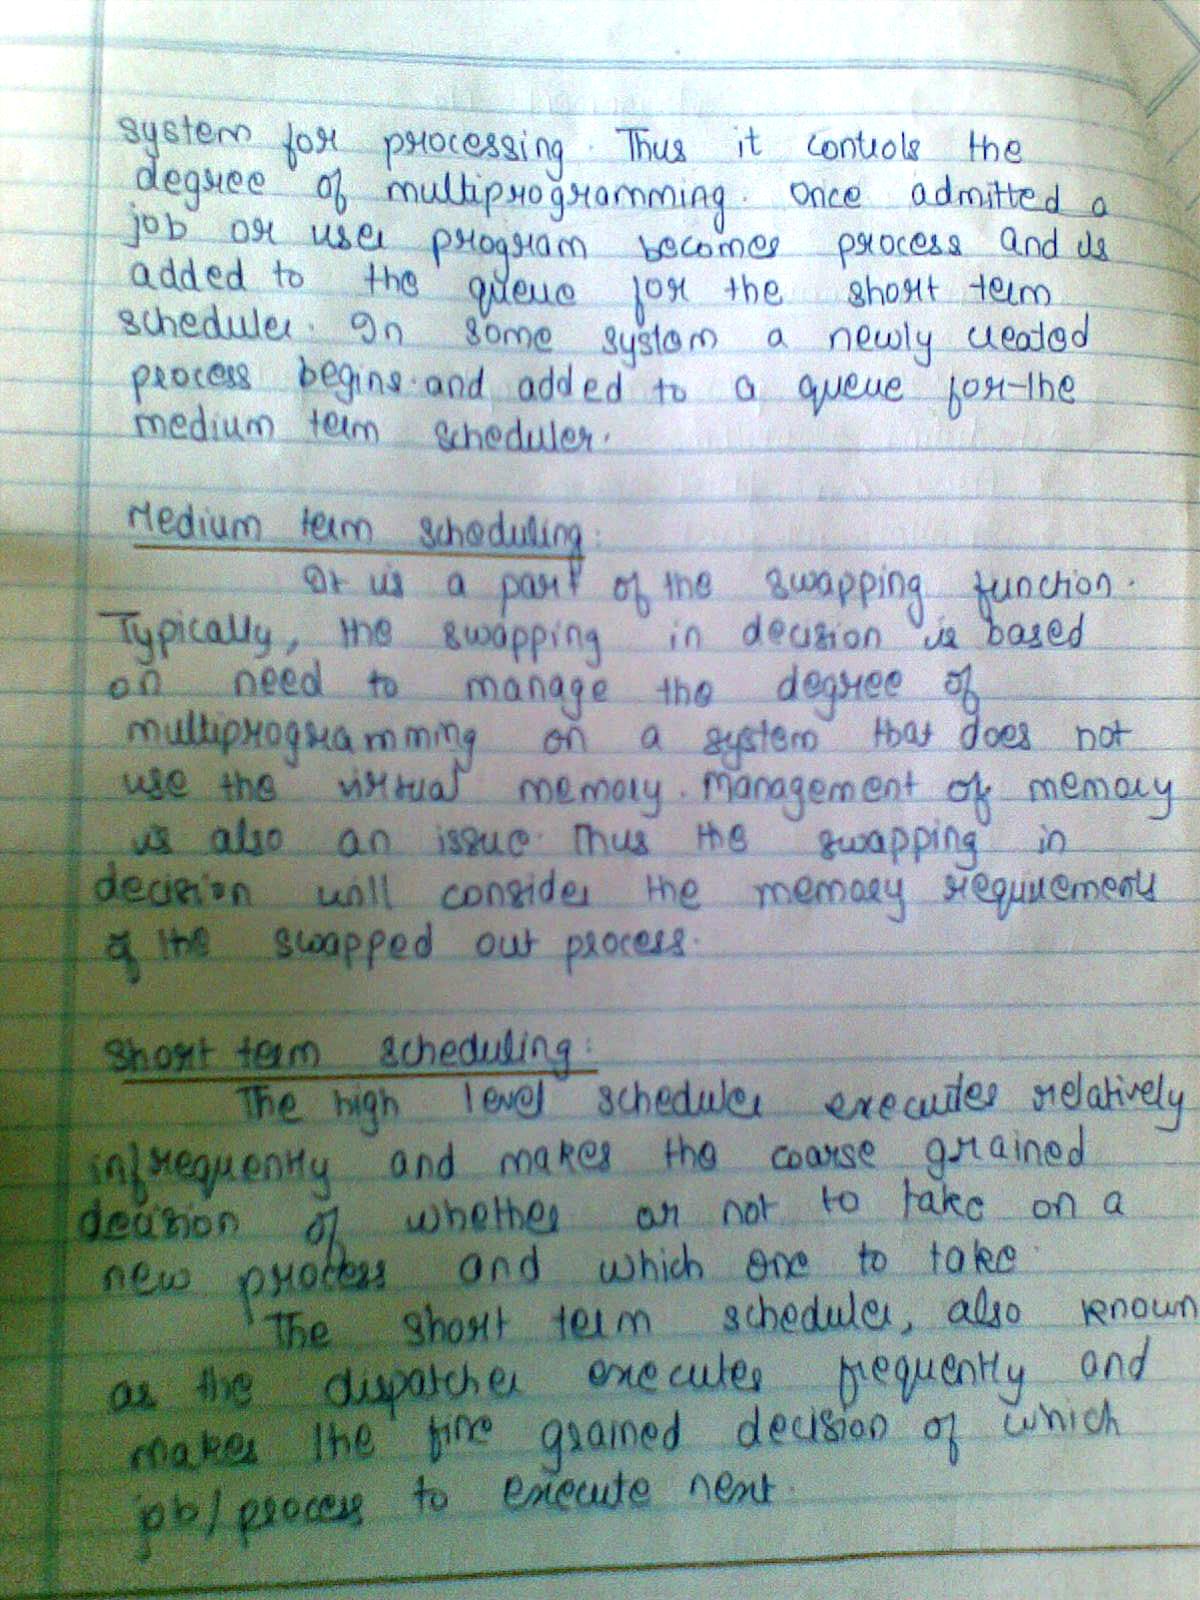 system for processing. Thus it controls the
degree of multiprogramming. Once admitted a
job or user program becomes process and is
added to the queue for the short term
scheduler. In some system a newly created
process begins and added to a queue for the
medium term scheduler.
Medium term scheduling:
It is a part of the swapping function.
Typically, the swapping in decision is based
on need to manage the degree of
multiprogramming on a system that does not
use the virtual memory. Management of memory
is also an issue. Thus the swapping in
decision will consider the memory requirements
of the swapped out process.
Short term scheduling:
The high level scheduler executes relatively
infrequently and makes the coarse grained
decision of whether or not to take on a
new process and which one to take.
The short term scheduler, also known
as the dispatcher executes frequently and
makes the fine grained decision of which
job/process to execute next.